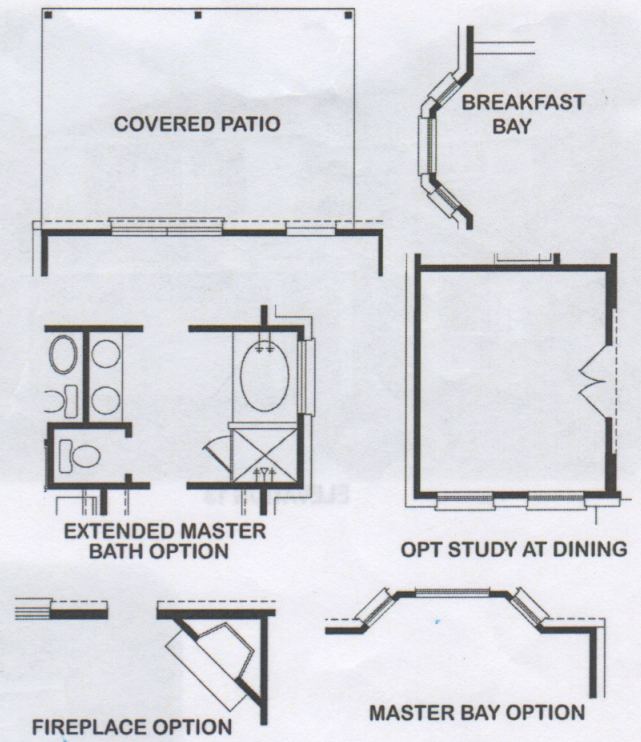 COVERED PATIO
BREAKFAST
BAY
EXTENDED MASTER
BATH OPTION
OPT STUDY AT DINING
FIREPLACE OPTION
MASTER BAY OPTION